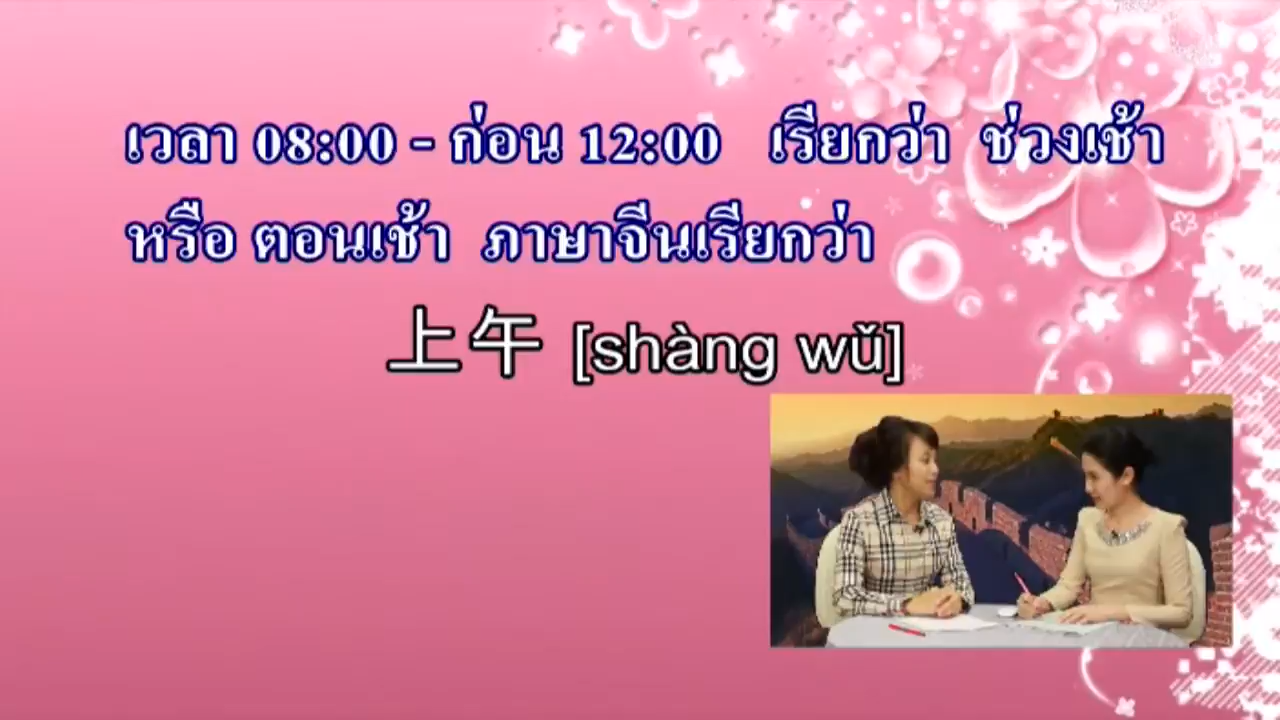 เวลา 08:00 - ก่อน 12:00 เรียกว่า ช่วงเช้า
หรือ ตอนเช้า ภาษาจีนเรียกว่า
上午 [shàng wǔ]